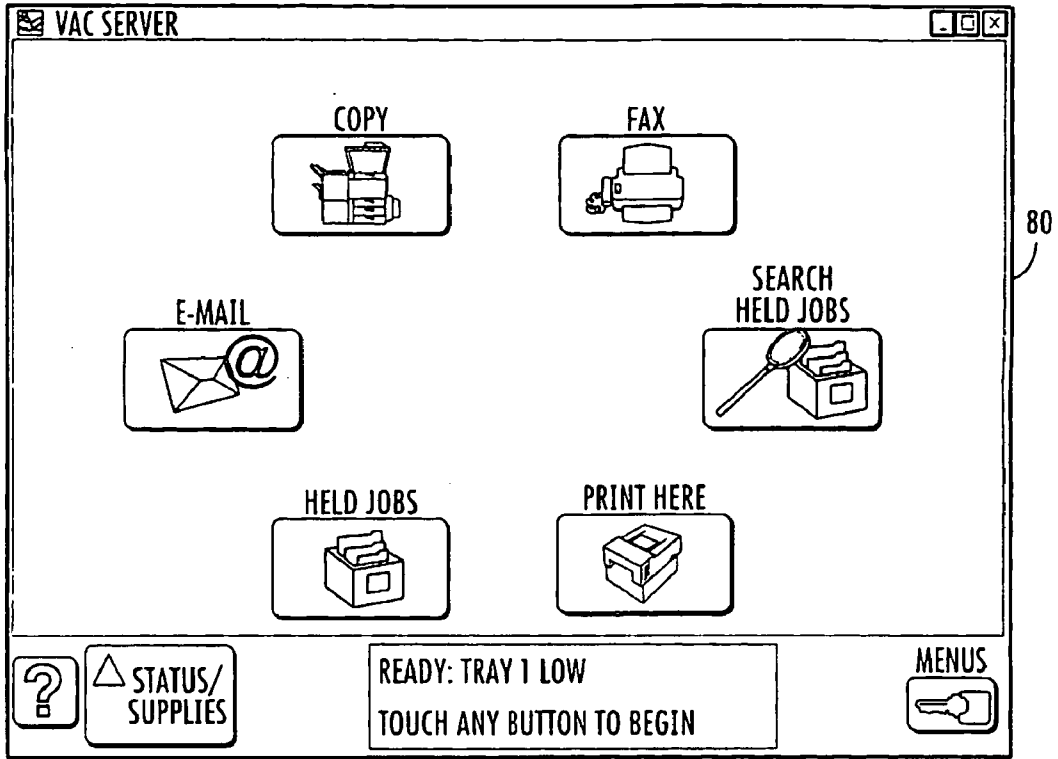 VAC SERVER
COPY
FAX
80
SEARCH
HELD JOBS
E-MAIL
@
HELD JOBS
PRINT HERE
?
STATUS/
SUPPLIES
READY: TRAY 1 LOW
TOUCH ANY BUTTON TO BEGIN
MENUS